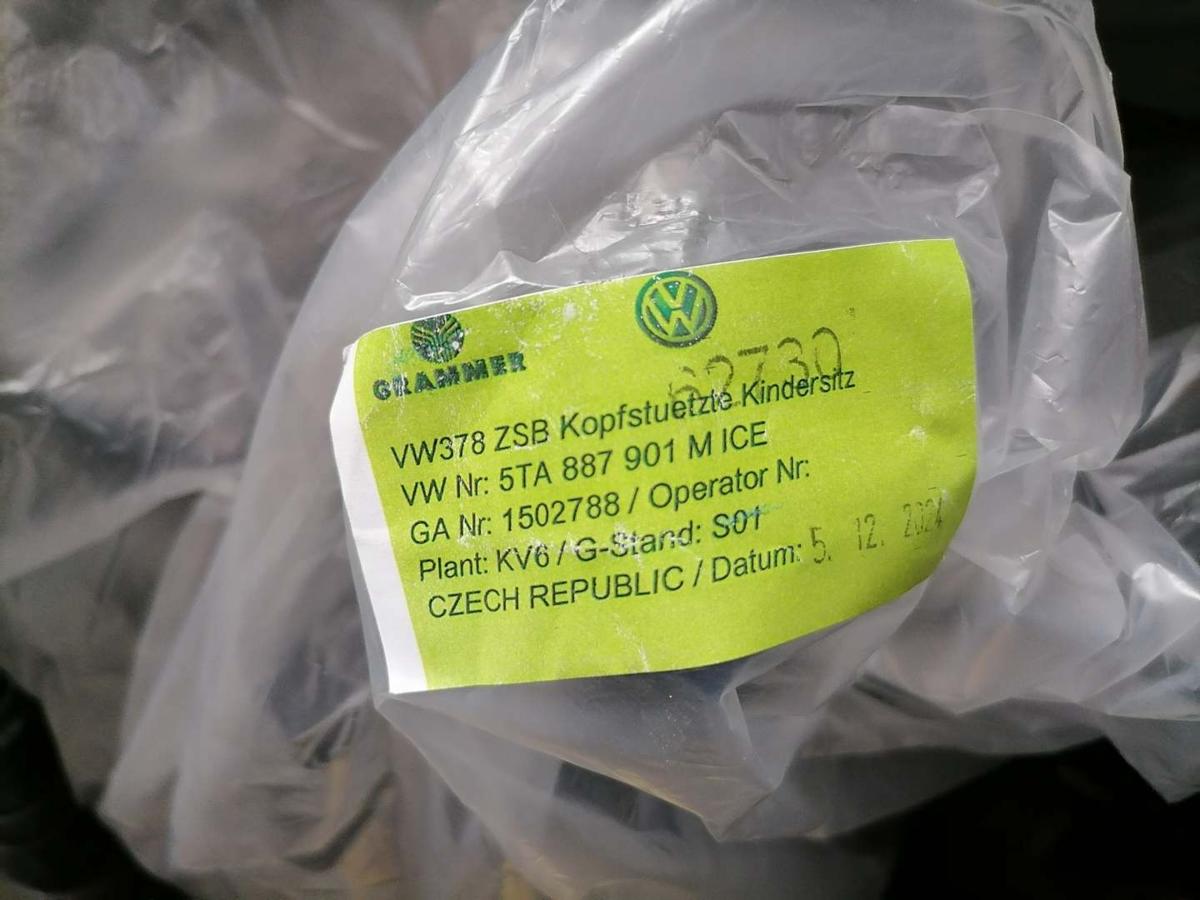 GRAMMER
62730
VW378 ZSB Kopfstuetzte Kindersitz
VW Nr: 5TA 887 901 M ICE
GA Nr: 1502788 / Operator Nr:
Plant: KV6 / G-Stand: S01
CZECH REPUBLIC / Datum: 5. 12. 2024